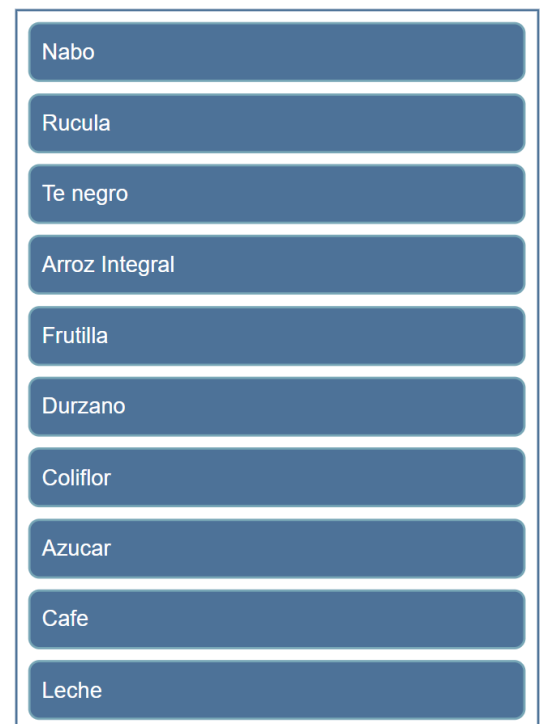 Nabo
Rucula
Te negro
Arroz Integral
Frutilla
Durzano
Coliflor
Azucar
Cafe
Leche